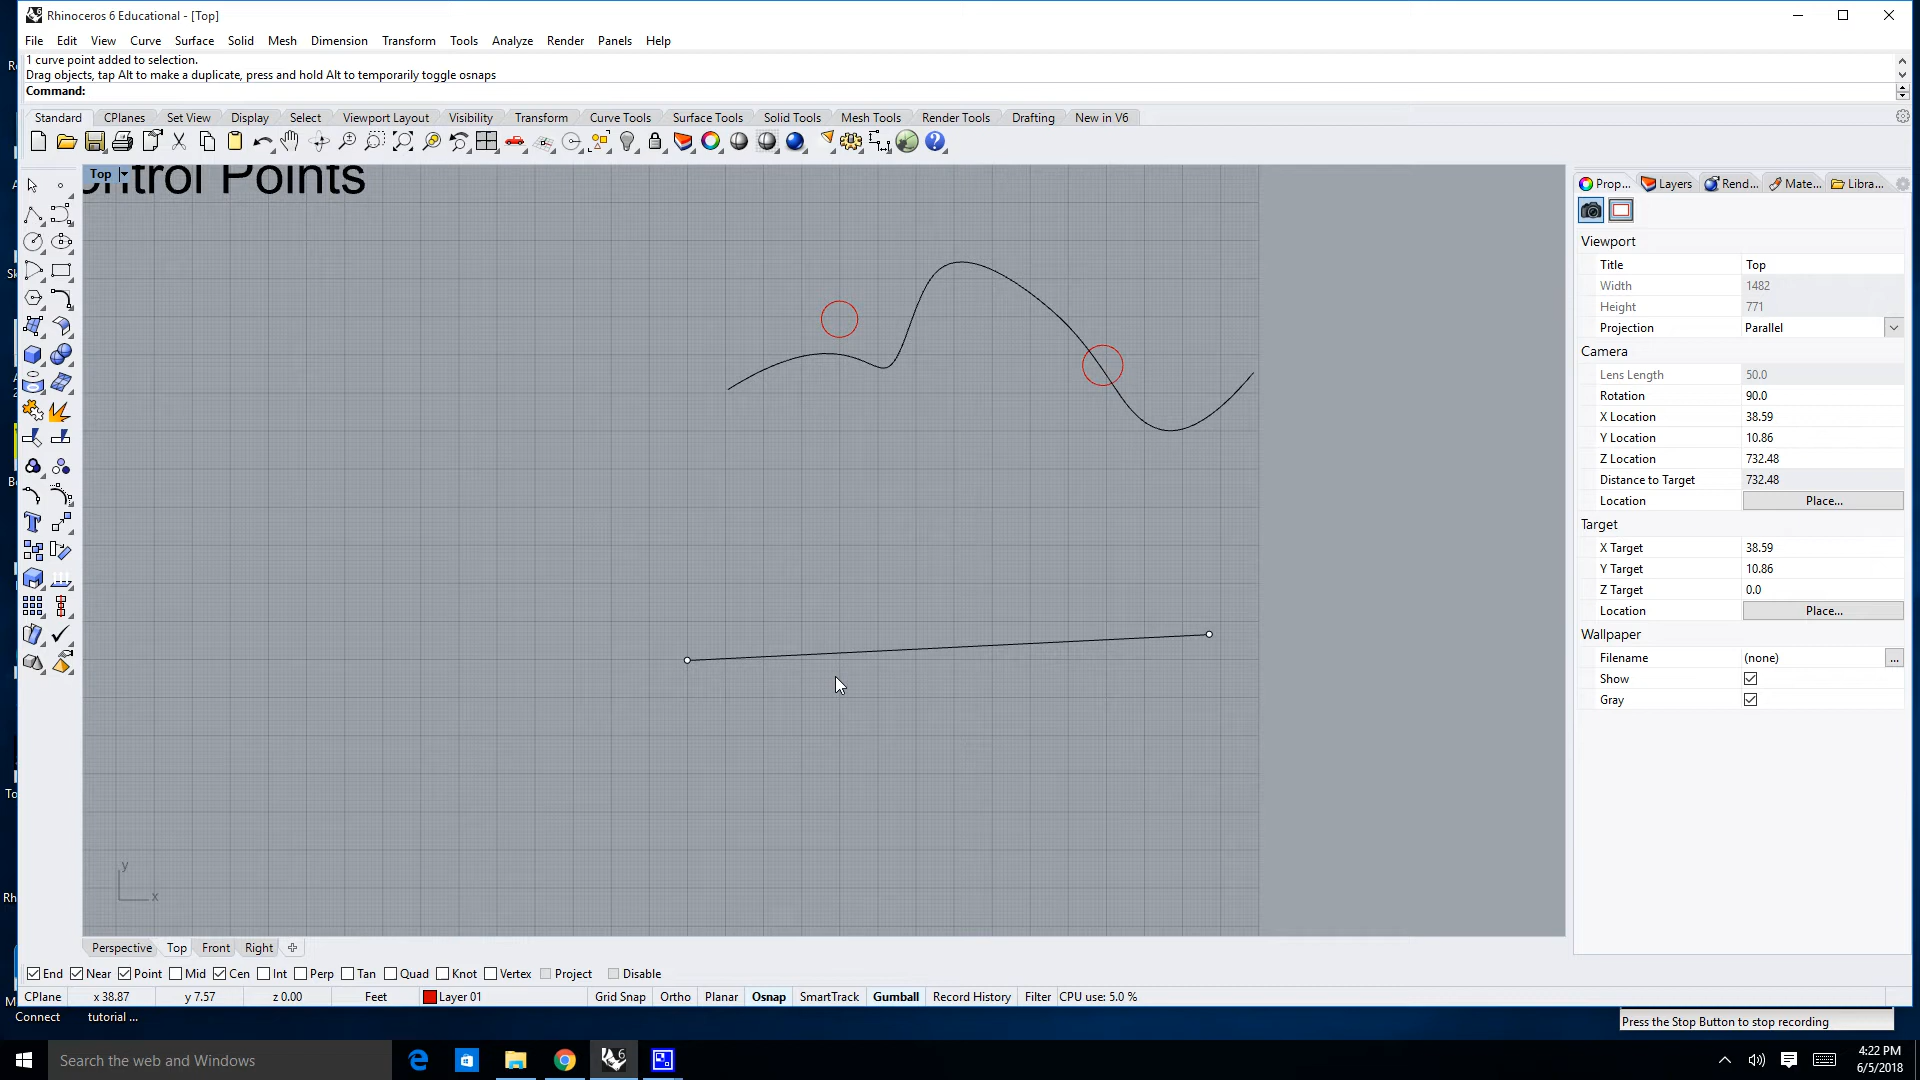 Rhinoceros 6 Educational - [Top]
File Edit View Curve Surface Solid Mesh Dimension Transform Tools Analyze Render Panels Help
1 curve point added to selection.
Drag objects, tap Alt to make a duplicate, press and hold Alt to temporarily toggle osnaps
Command:
Standard CPlanes Set View Display Select Viewport Layout Visibility Transform Curve Tools Surface Tools Solid Tools Mesh Tools Render Tools Drafting New in V6
Top
ontrol Points
Prop... Layers Rend... Mate... Libra...
Viewport
Title Top
Width 1482
Height 771
Projection Parallel
Camera
Lens Length 50.0
Rotation 90.0
X Location 38.59
Y Location 10.86
Z Location 732.48
Distance to Target 732.48
Location Place...
Target
X Target 38.59
Y Target 10.86
Z Target 0.0
Location Place...
Wallpaper
Filename (none) ...
Show
Gray
y
x
Perspective Top Front Right
End Near Point Mid Cen Int Perp Tan Quad Knot Vertex Project Disable
CPlane x 38.87 y 7.57 z 0.00 Feet Layer 01 Grid Snap Ortho Planar Osnap SmartTrack Gumball Record History Filter CPU use: 5.0 %
Connect tutorial ...
Press the Stop Button to stop recording
Search the web and Windows
4:22 PM
6/5/2018